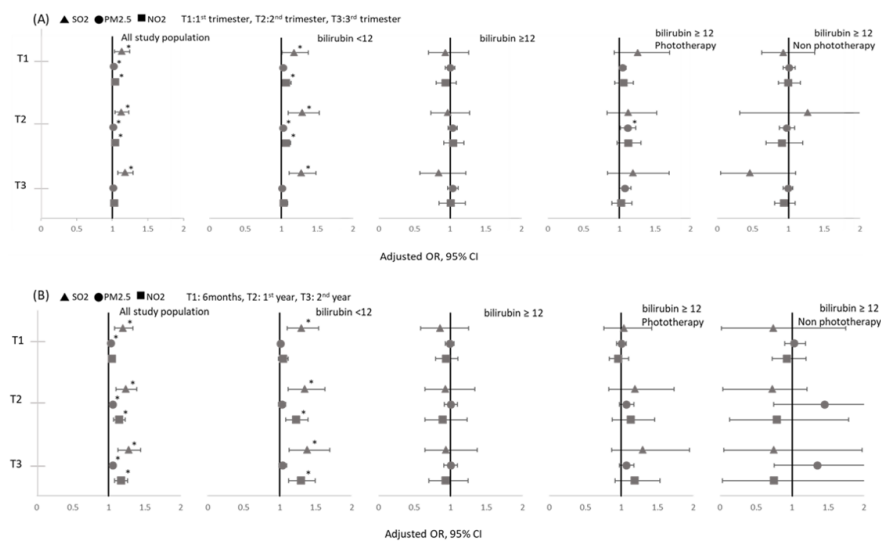 (A) ▲ SO2 ● PM2.5 ■ NO2 T1:1st trimester, T2:2nd trimester, T3:3rd trimester
All study population bilirubin <12 bilirubin ≥12 bilirubin ≥ 12 bilirubin ≥ 12
Phototherapy Non phototherapy
T1 * * * * *
T2 * * * * * * *
T3 * *
0 0.5 1 1.5 2 0 0.5 1 1.5 2 0 0.5 1 1.5 2 0 0.5 1 1.5 2 0 0.5 1 1.5 2
Adjusted OR, 95% CI
(B) ▲ SO2 ● PM2.5 ■ NO2 T1: 6months, T2: 1st year, T3: 2nd year
All study population bilirubin <12 bilirubin ≥ 12 bilirubin ≥ 12 bilirubin ≥ 12
Phototherapy Non phototherapy
T1 * * *
T2 * * * * *
T3 * * * * *
0 0.5 1 1.5 2 0 0.5 1 1.5 2 0 0.5 1 1.5 2 0 0.5 1 1.5 2 0 0.5 1 1.5 2
Adjusted OR, 95% CI